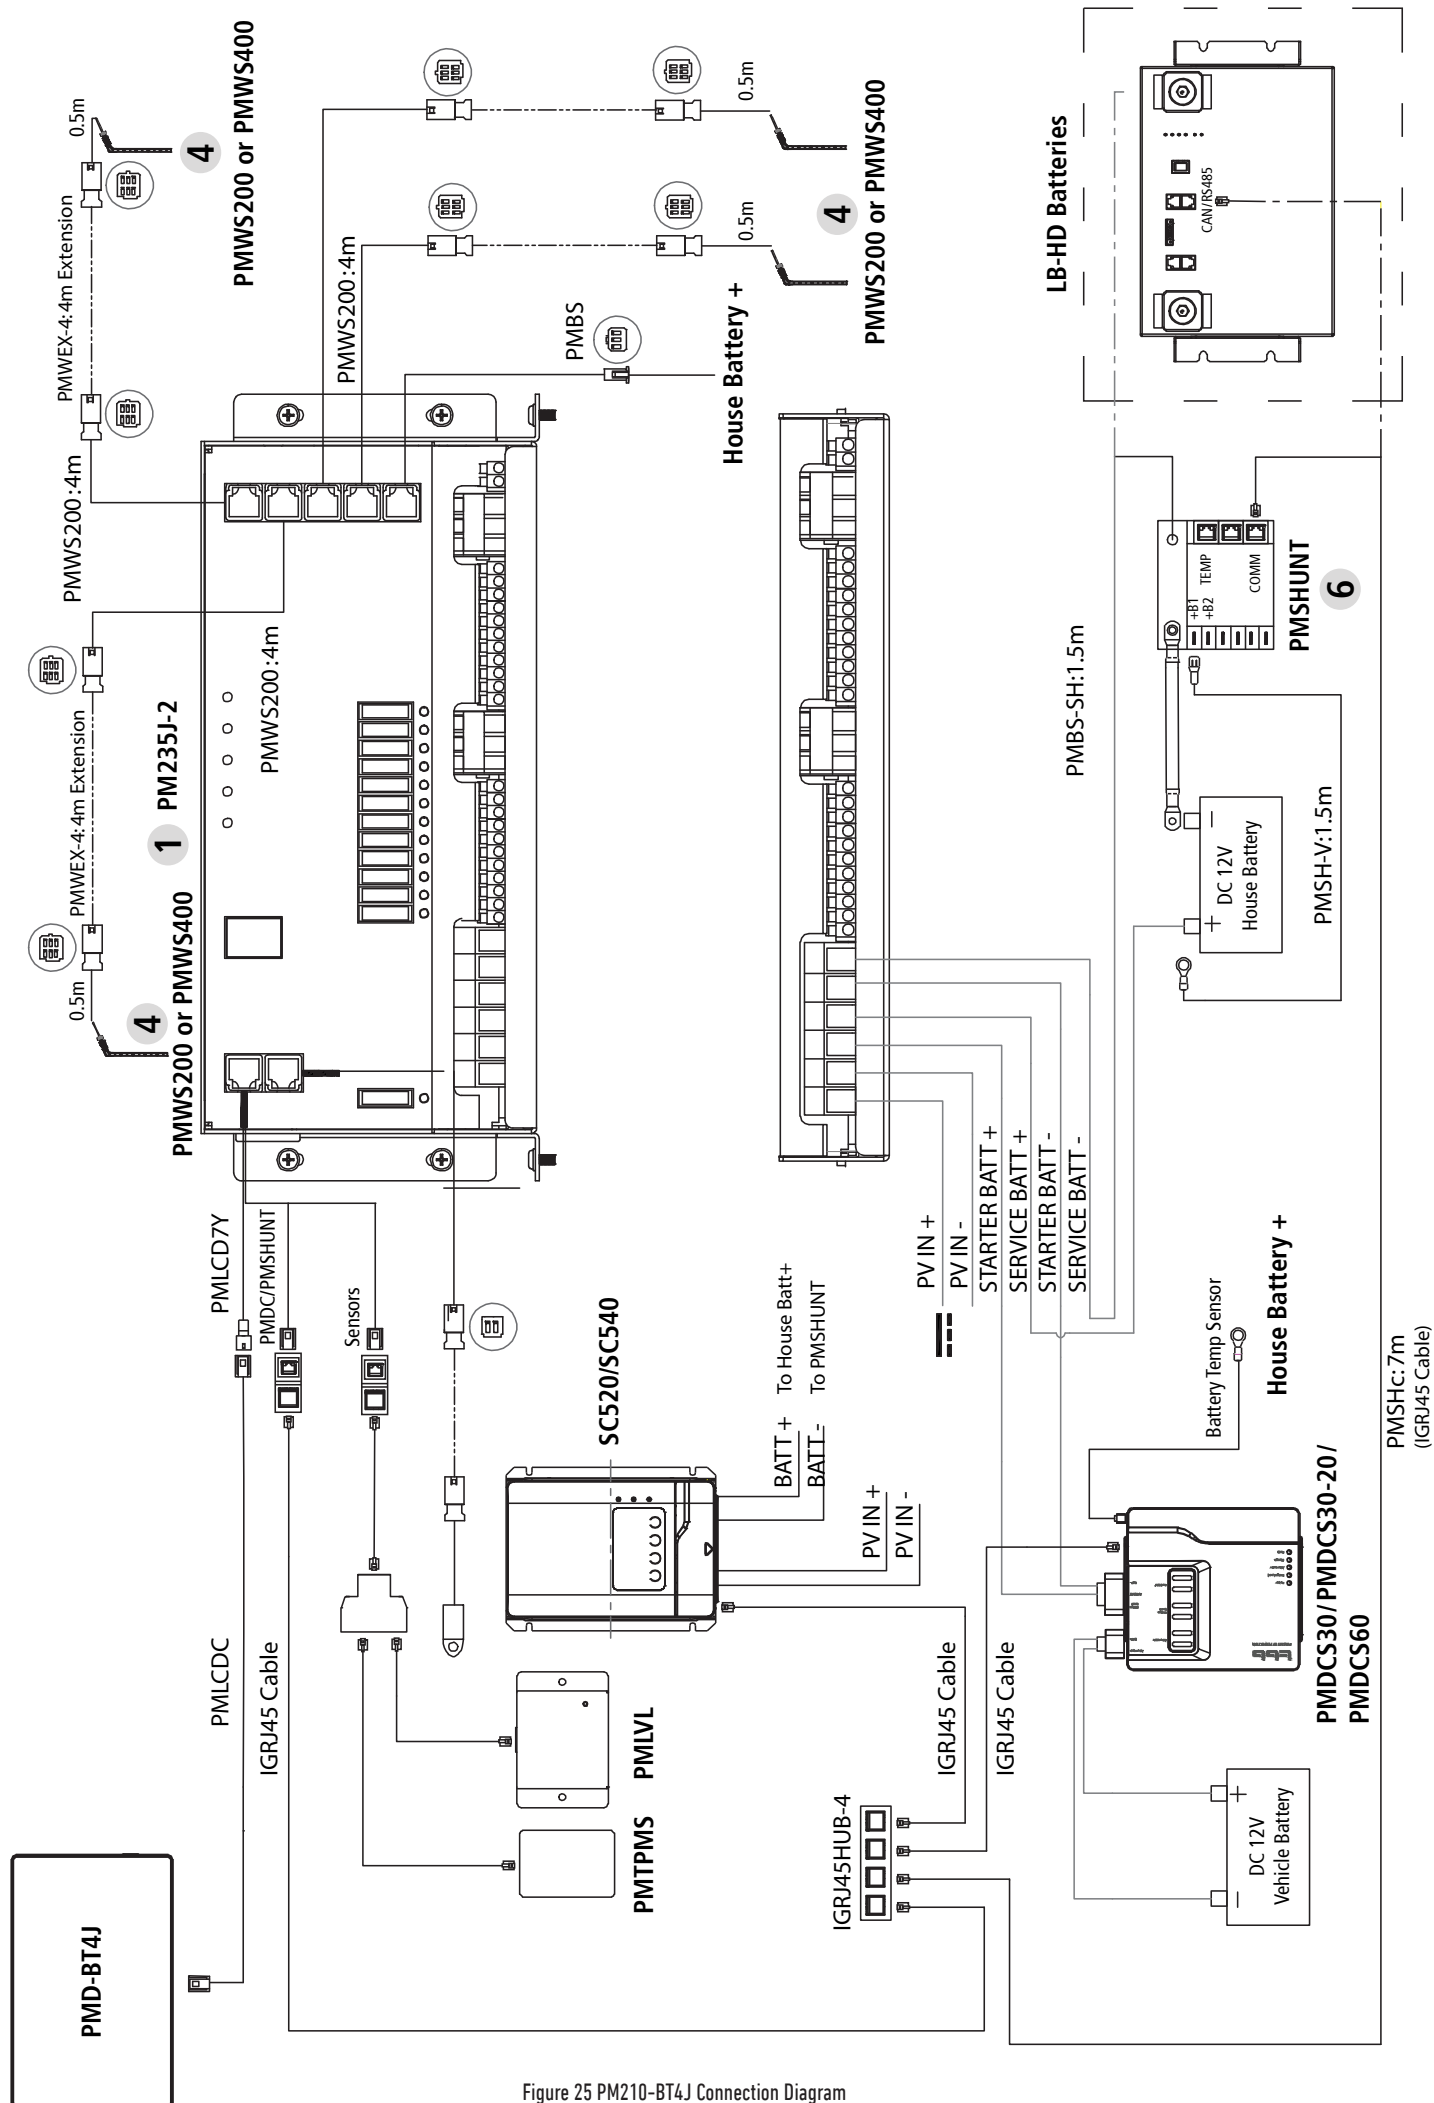 PMD-BT4J
PMLCDC
IGRJ45 Cable
PMLCD7Y
PMDC/PMSHUNT
Sensors
PMTPMS
PMLVL
IGRJ45HUB-4
IGRJ45 Cable
IGRJ45 Cable
SC520/SC540
BATT +
BATT -
To House Batt+
To PMSHUNT
PV IN +
PV IN -
0.5m
4
PMWS200 or PMWS400
PMWEX-4:4m Extension
1
PM235J-2
PMWS200:4m
PMWS200:4m
PMWEX-4:4m Extension
0.5m
4
PMWS200 or PMWS400
PMWS200:4m
PMBS
House Battery +
0.5m
0.5m
4
PMWS200 or PMWS400
PV IN +
PV IN -
STARTER BATT +
SERVICE BATT +
STARTER BATT -
SERVICE BATT -
Battery Temp Sensor
House Battery +
PMDCS30/PMDCS30-20/
PMDCS60
DC 12V
Vehicle Battery
+
-
PMSHc:7m
(IGRJ45 Cable)
PMBS-SH:1.5m
DC 12V
House Battery
+
-
PMSH-V:1.5m
+B1
+B2
TEMP
COMM
PMSHUNT
6
LB-HD Batteries
CAN/RS485
Figure 25 PM210-BT4J Connection Diagram